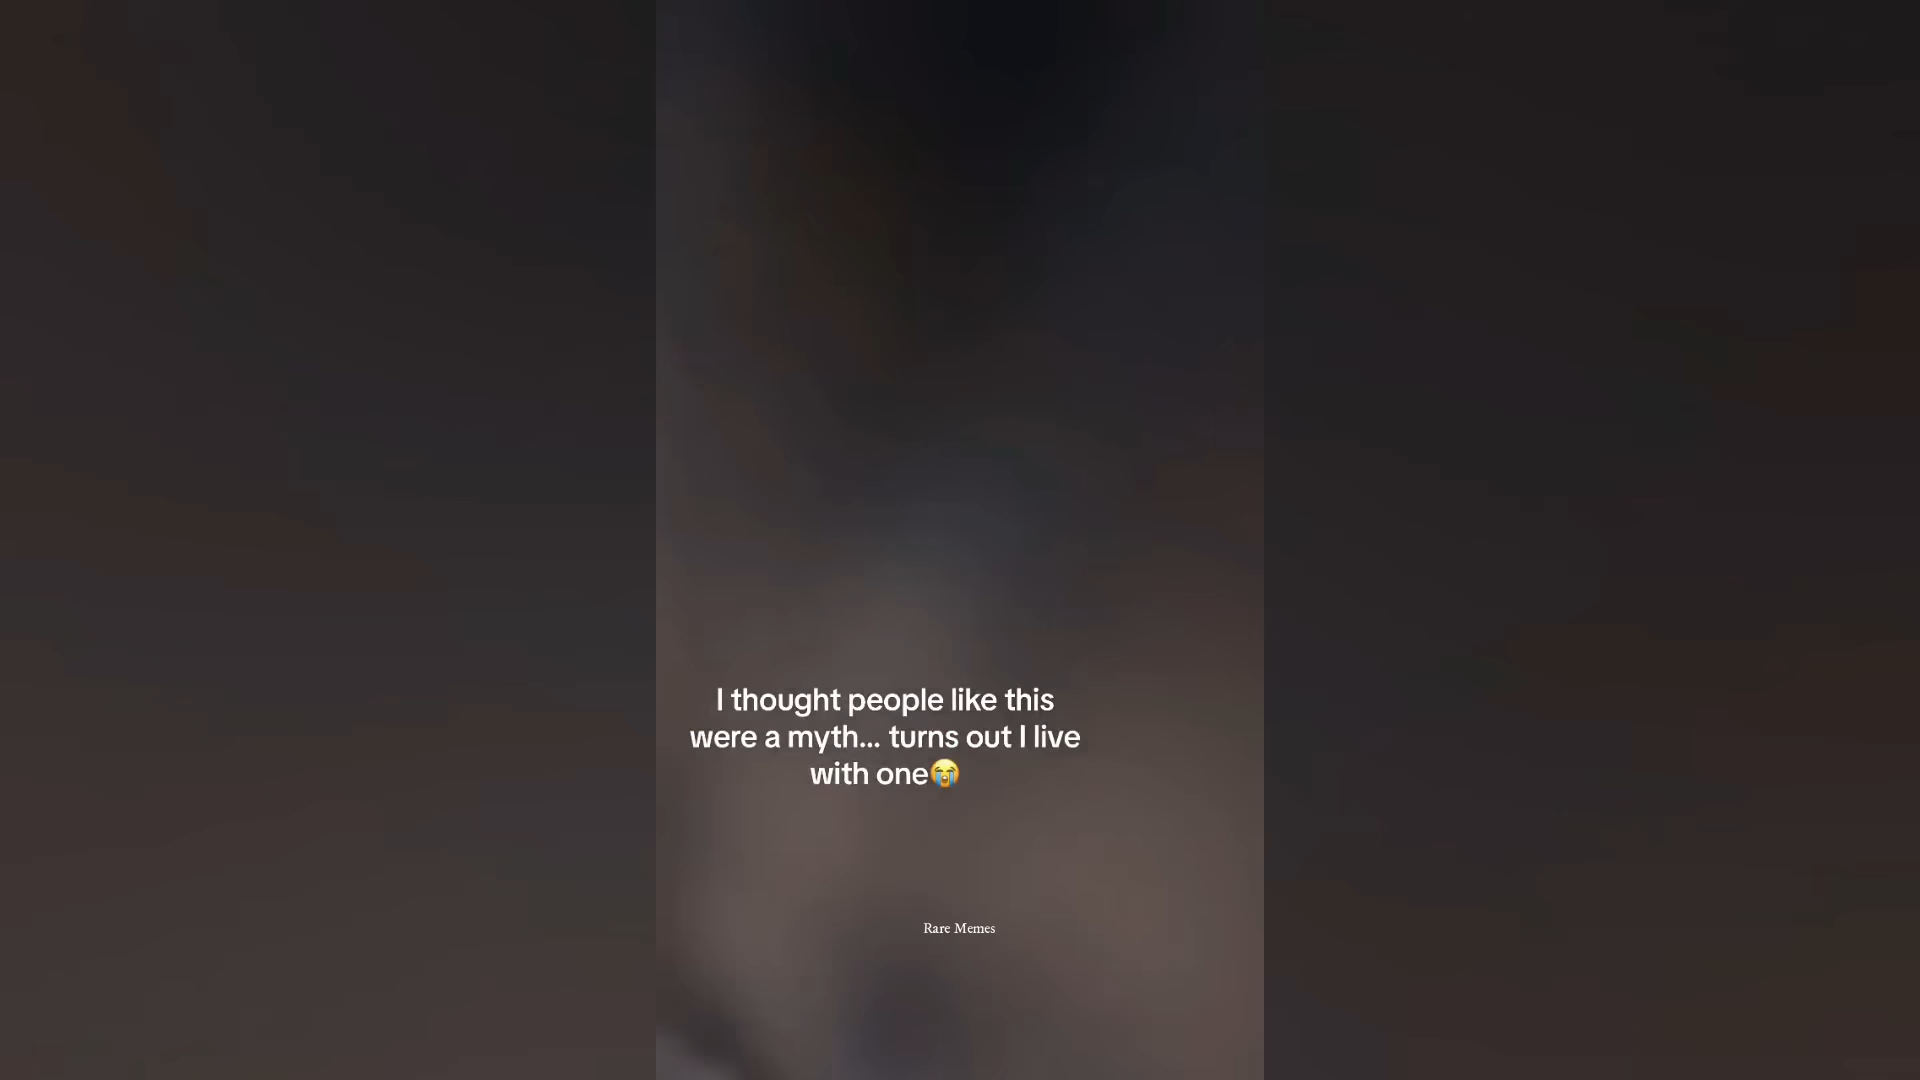 I thought people like this
were a myth... turns out I live
with one😭
Rare Memes